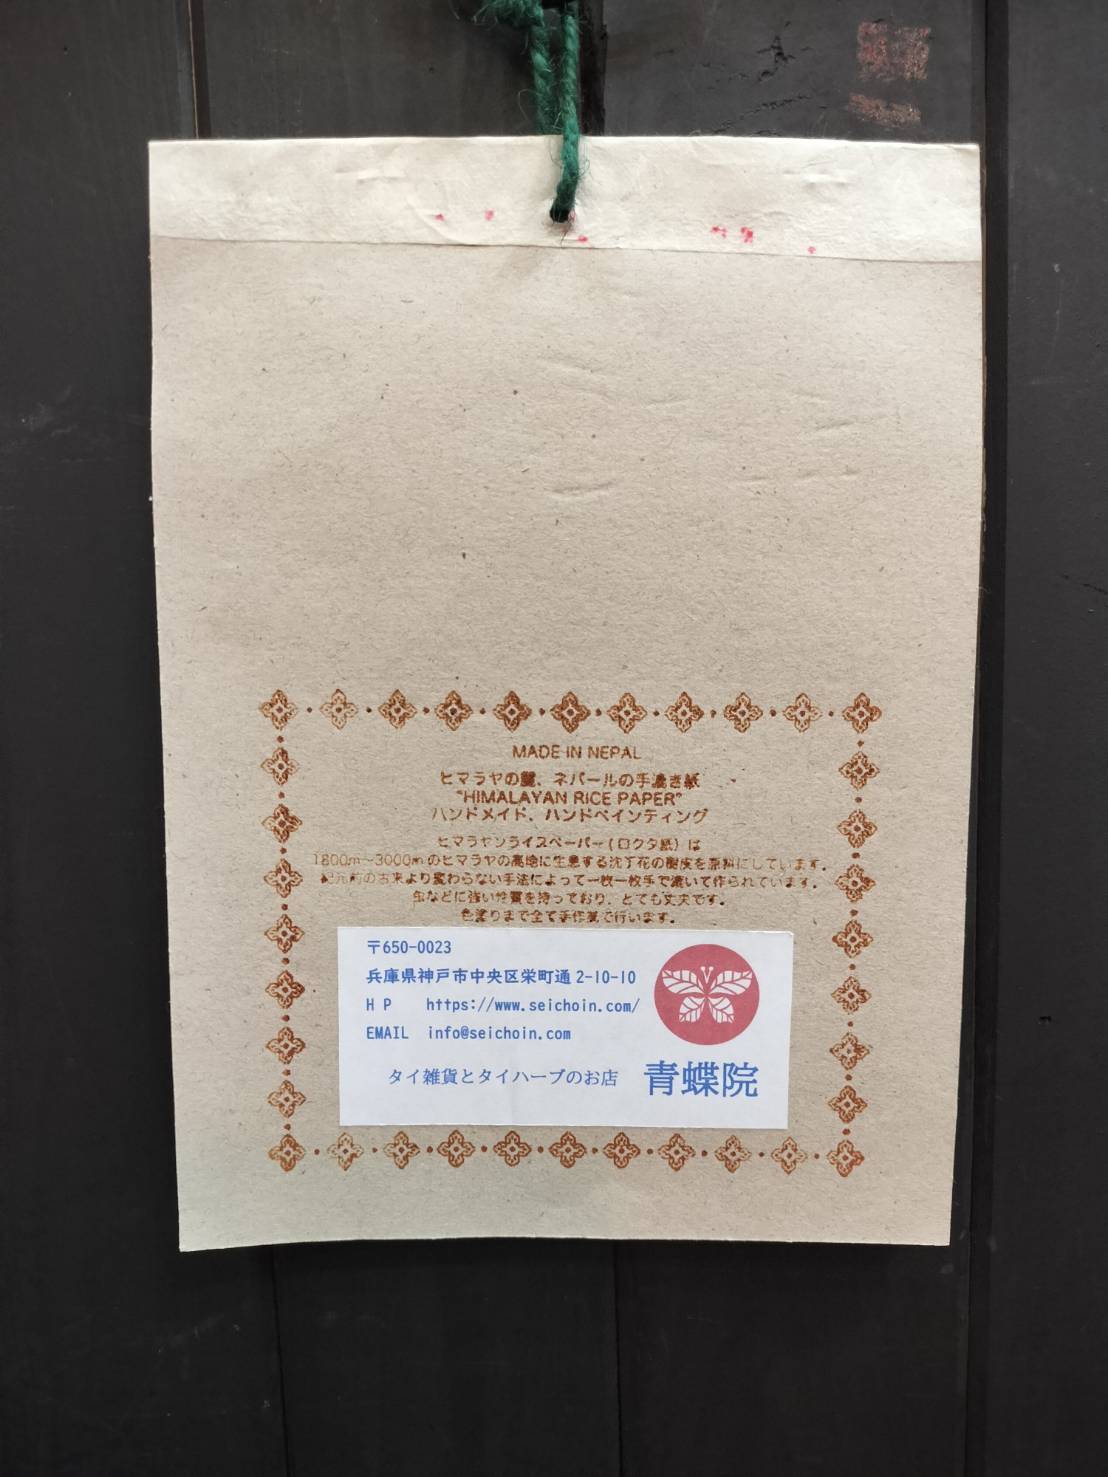 MADE IN NEPAL
ヒマラヤの麓、ネパールの手漉き紙
"HIMALAYAN RICE PAPER"
ハンドメイド、ハンドペインティング
ヒマラヤンライスペーパー(ロクタ紙)は
1800m~3000mのヒマラヤの高地に生息する沈丁花の樹皮を原料にしています。
紀元前の古来より変わらない手法によって一枚一枚手で漉いて作られています。
虫などに強い性質を持っており、とても丈夫です。
色塗りまで全て手作業で行います。
〒650-0023
兵庫県神戸市中央区栄町通2-10-10
HP https://www.seichoin.com/
EMAIL info@seichoin.com
タイ雑貨とタイハーブのお店 青蝶院